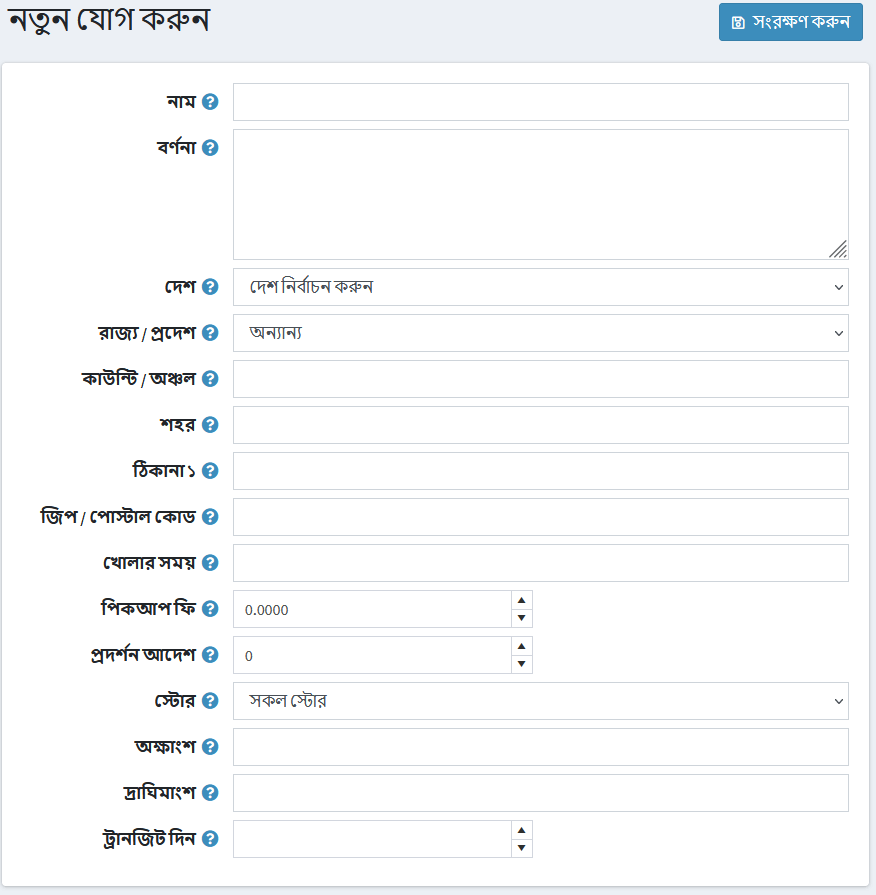 নতুন যোগ করুন
সংরক্ষণ করুন
নাম
বর্ণনা
দেশ
দেশ নির্বাচন করুন
রাজ্য / প্রদেশ
অন্যান্য
কাউন্টি / অঞ্চল
শহর
ঠিকানা ১
জিপ / পোস্টাল কোড
খোলার সময়
পিকআপ ফি
0.0000
প্রদর্শন আদেশ
0
স্টোর
সকল স্টোর
অক্ষাংশ
দ্রাঘিমাংশ
ট্রানজিট দিন